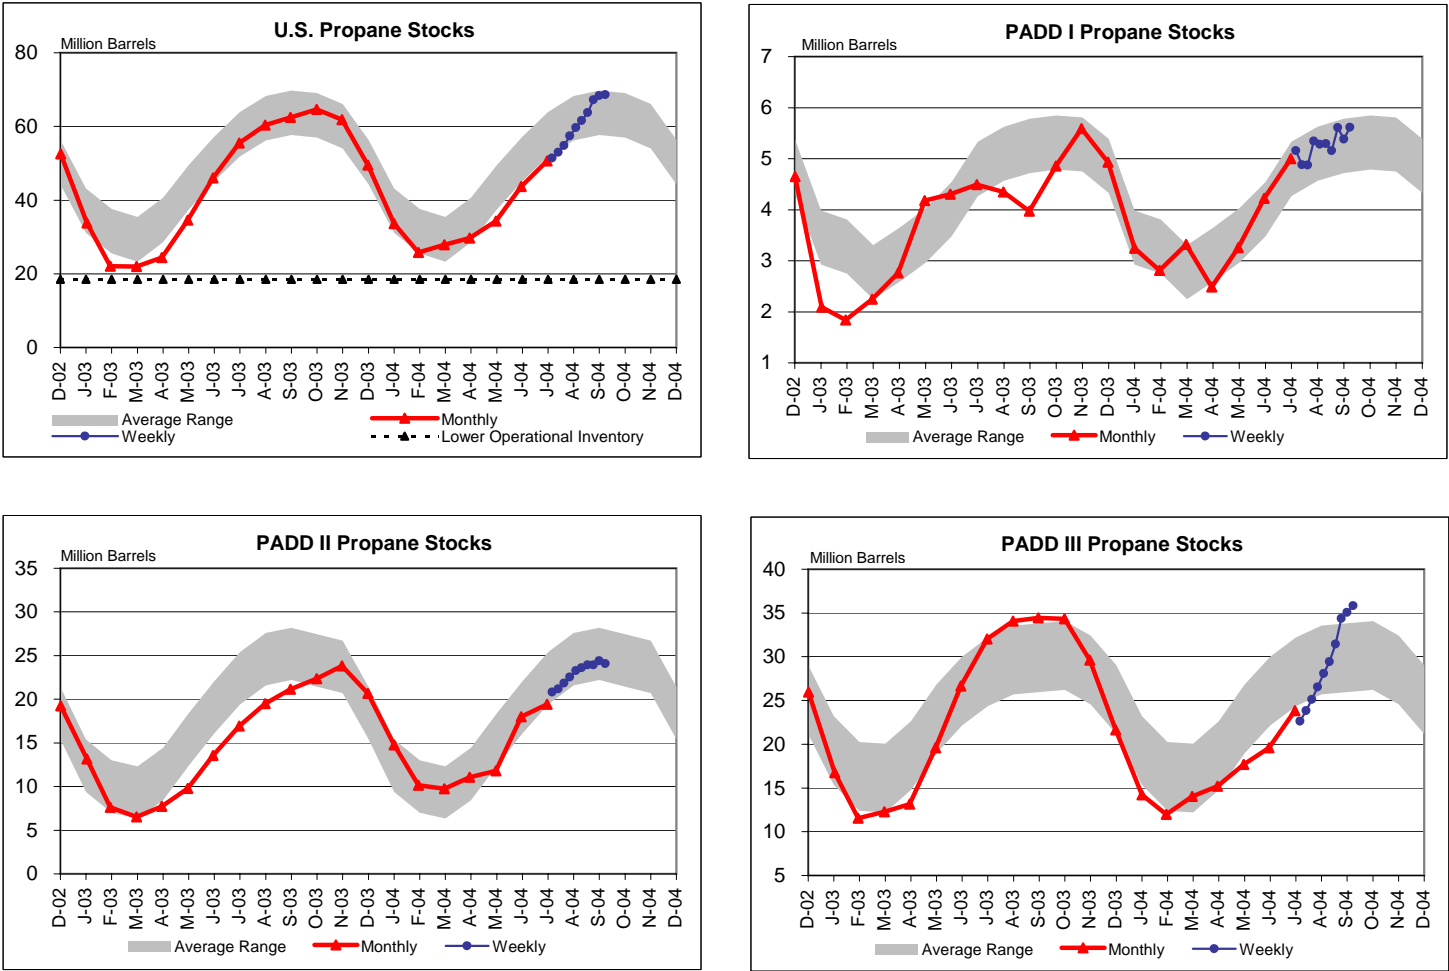 U.S. Propane Stocks
Million Barrels
80
60
40
20
0
D-02 J-03 F-03 M-03 A-03 M-03 J-03 J-03 A-03 S-03 O-03 N-03 D-03 J-04 F-04 M-04 A-04 M-04 J-04 J-04 A-04 S-04 O-04 N-04 D-04
Average Range Monthly
Weekly Lower Operational Inventory
PADD I Propane Stocks
Million Barrels
7
6
5
4
3
2
1
D-02 J-03 F-03 M-03 A-03 M-03 J-03 J-03 A-03 S-03 O-03 N-03 D-03 J-04 F-04 M-04 A-04 M-04 J-04 J-04 A-04 S-04 O-04 N-04 D-04
Average Range Monthly Weekly
PADD II Propane Stocks
Million Barrels
35
30
25
20
15
10
5
0
D-02 J-03 F-03 M-03 A-03 M-03 J-03 J-03 A-03 S-03 O-03 N-03 D-03 J-04 F-04 M-04 A-04 M-04 J-04 J-04 A-04 S-04 O-04 N-04 D-04
Average Range Monthly Weekly
PADD III Propane Stocks
Million Barrels
40
35
30
25
20
15
10
5
D-02 J-03 F-03 M-03 A-03 M-03 J-03 J-03 A-03 S-03 O-03 N-03 D-03 J-04 F-04 M-04 A-04 M-04 J-04 J-04 A-04 S-04 O-04 N-04 D-04
Average Range Monthly Weekly